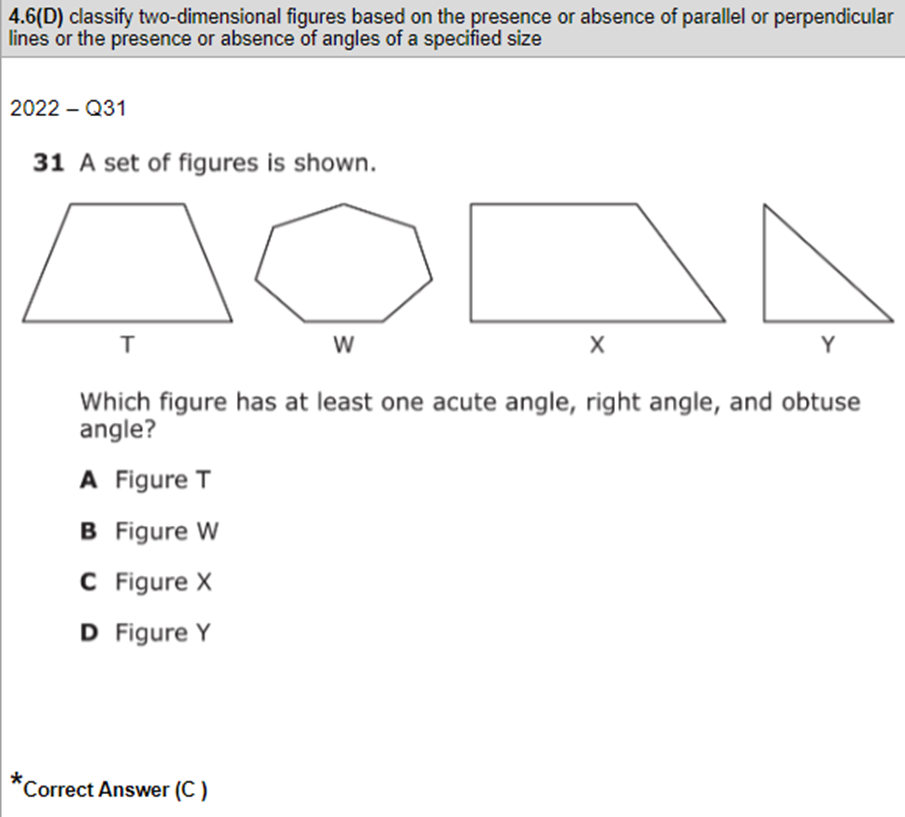 4.6(D) classify two-dimensional figures based on the presence or absence of parallel or perpendicular
lines or the presence or absence of angles of a specified size
2022 – Q31
31 A set of figures is shown.
T W X Y
Which figure has at least one acute angle, right angle, and obtuse
angle?
A Figure T
B Figure W
C Figure X
D Figure Y
*Correct Answer (C )